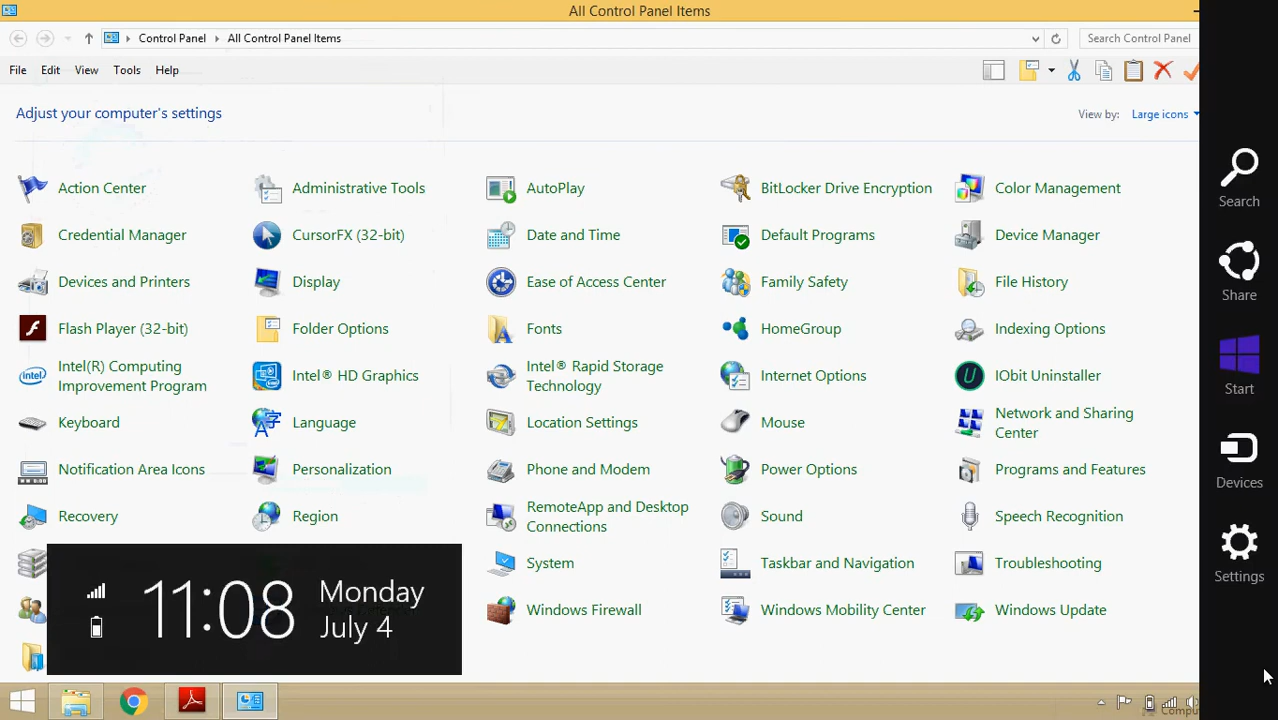 All Control Panel Items
Control Panel All Control Panel Items
Search Control Panel
File Edit View Tools Help
Adjust your computer's settings
View by: Large icons
Action Center
Administrative Tools
AutoPlay
BitLocker Drive Encryption
Color Management
Credential Manager
CursorFX (32-bit)
Date and Time
Default Programs
Device Manager
Devices and Printers
Display
Ease of Access Center
Family Safety
File History
Flash Player (32-bit)
Folder Options
Fonts
HomeGroup
Indexing Options
Intel(R) Computing
Improvement Program
Intel® HD Graphics
Intel® Rapid Storage
Technology
Internet Options
IObit Uninstaller
Keyboard
Language
Location Settings
Mouse
Network and Sharing
Center
Notification Area Icons
Personalization
Phone and Modem
Power Options
Programs and Features
Recovery
Region
RemoteApp and Desktop
Connections
Sound
Speech Recognition
System
Taskbar and Navigation
Troubleshooting
Windows Firewall
Windows Mobility Center
Windows Update
11:08
Monday
July 4
Search
Share
Start
Devices
Settings
intel